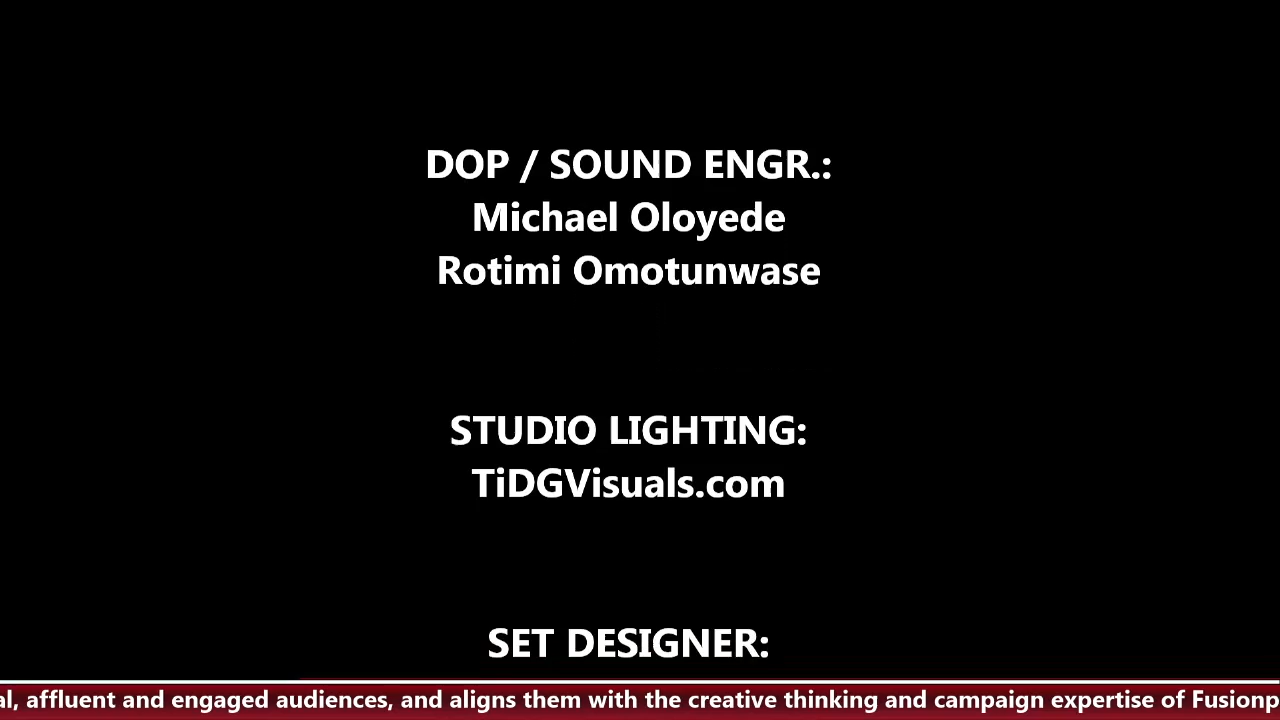 DOP / SOUND ENGR.:
Michael Oloyede
Rotimi Omotunwase
STUDIO LIGHTING:
TiDGVisuals.com
SET DESIGNER:
al, affluent and engaged audiences, and aligns them with the creative thinking and campaign expertise of Fusionp